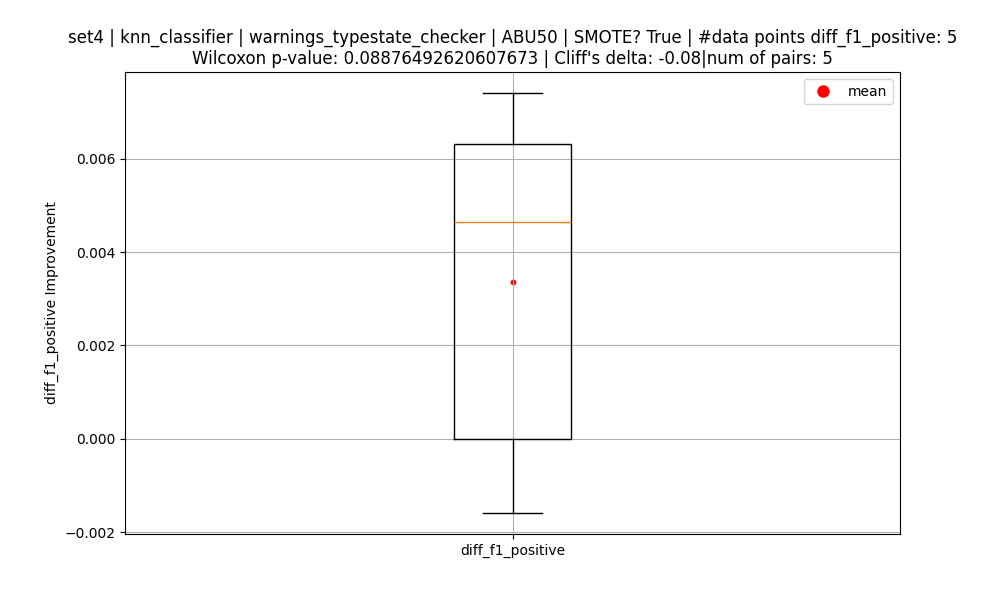 set4 | knn_classifier | warnings_typestate_checker | ABU50 | SMOTE? True | #data points diff_f1_positive: 5
Wilcoxon p-value: 0.08876492620607673 | Cliff's delta: -0.08|num of pairs: 5
mean
0.006
0.004
0.002
0.000
−0.002
diff_f1_positive Improvement
diff_f1_positive